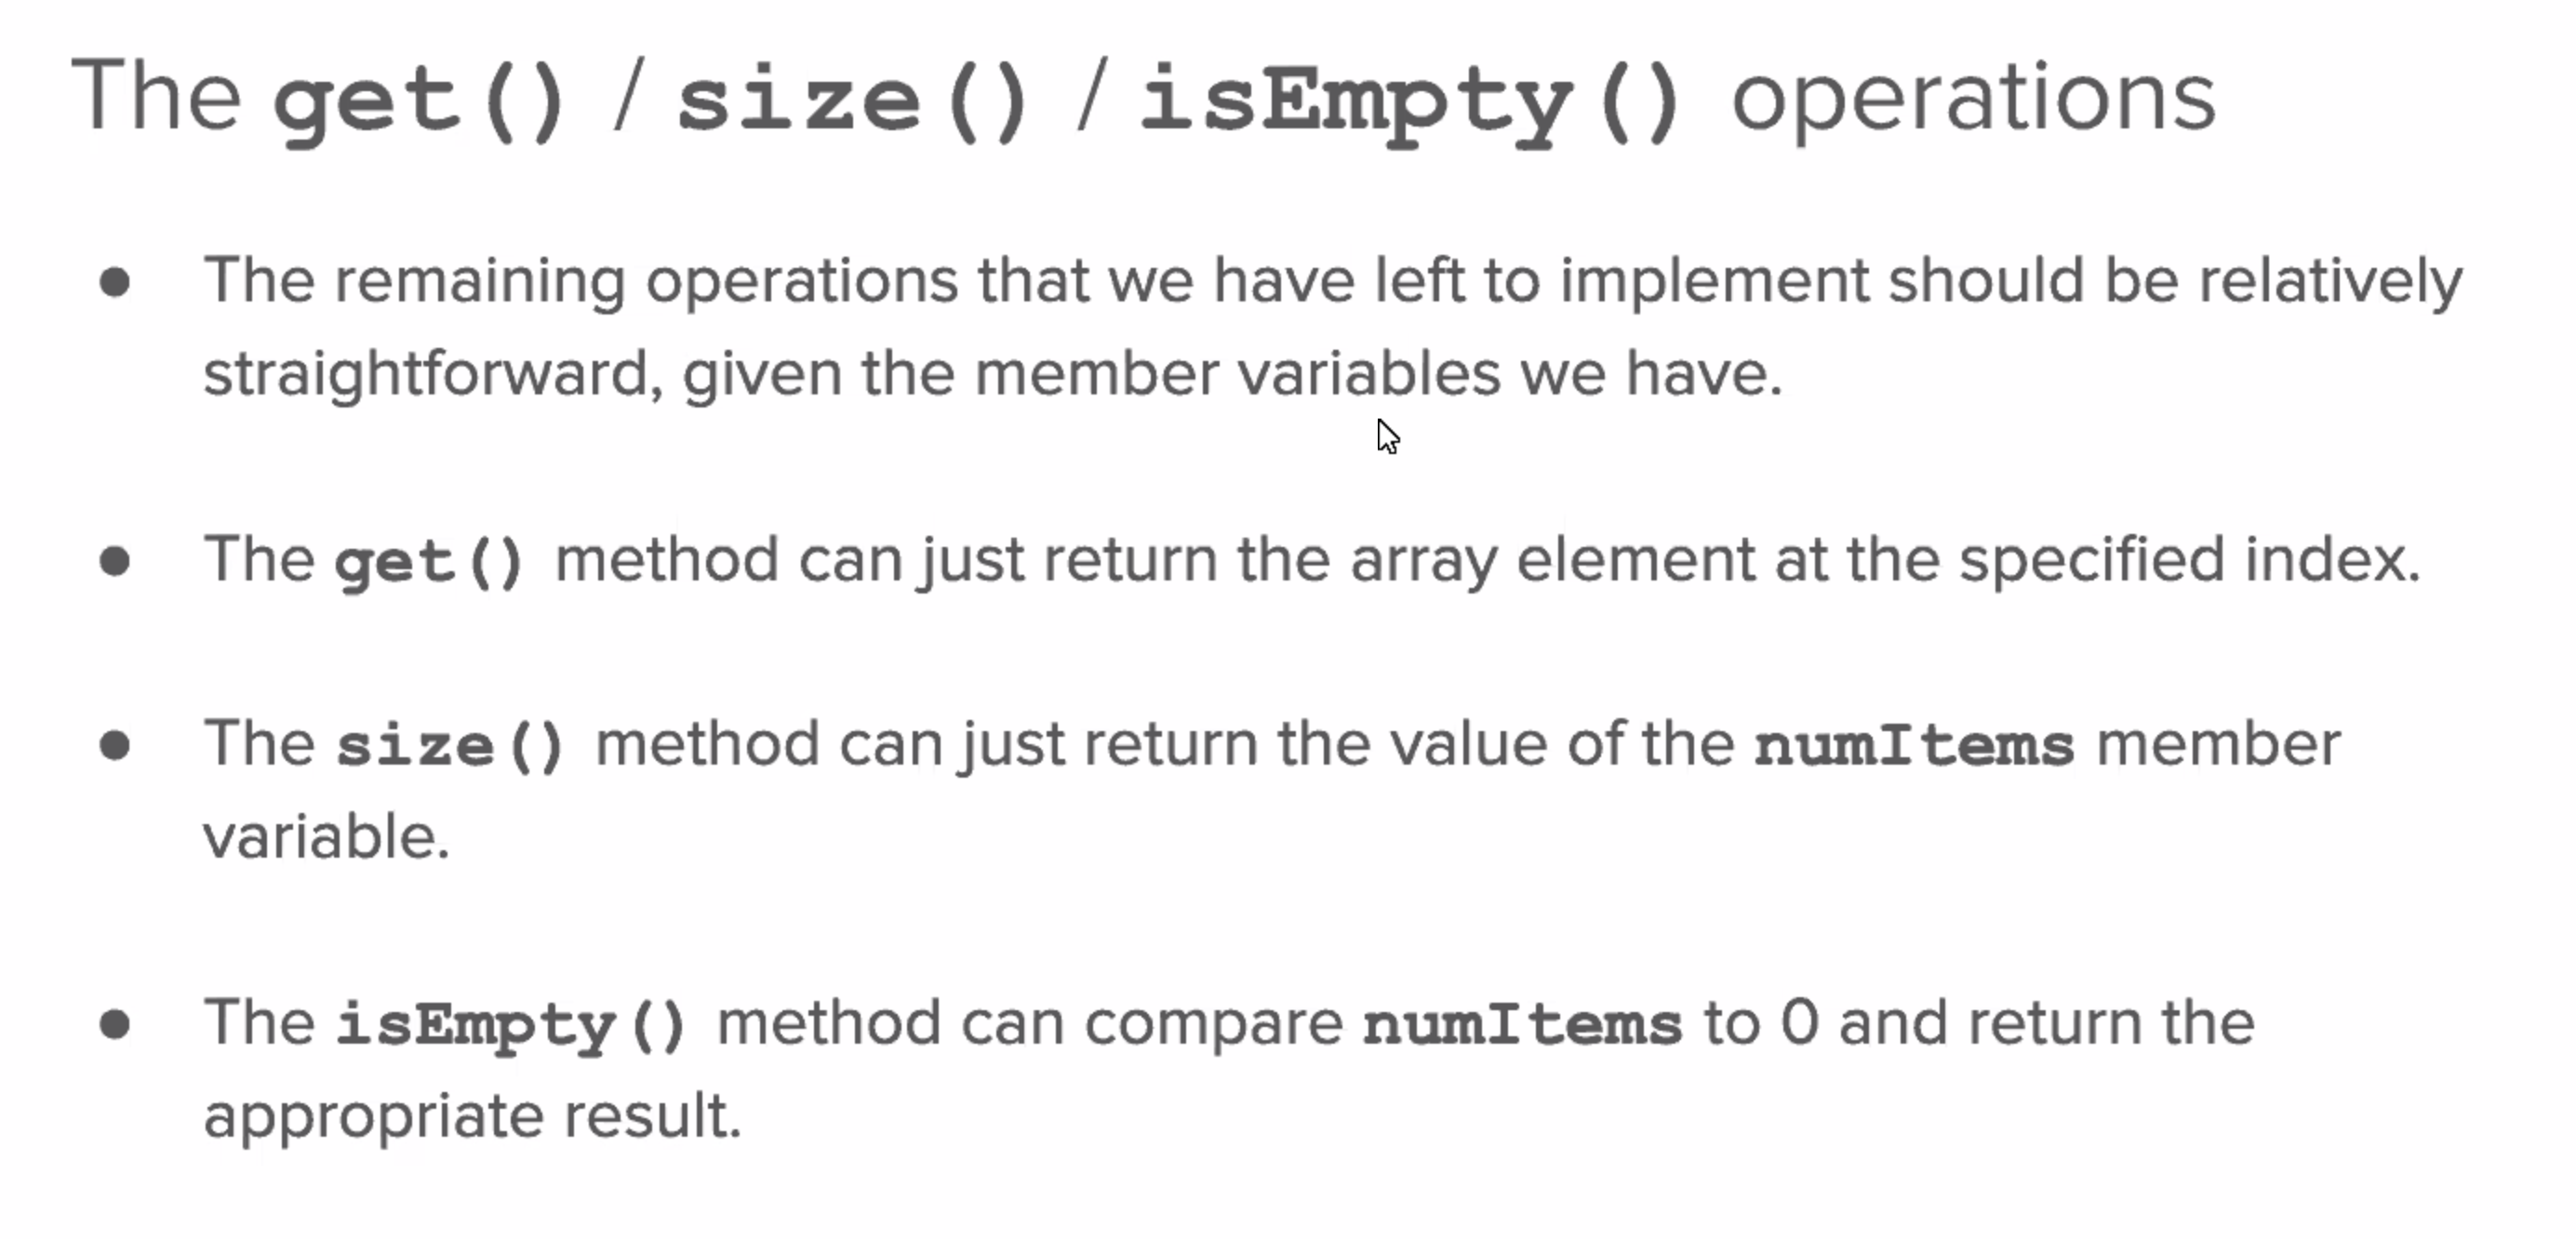 The get() / size() / isEmpty() operations
● The remaining operations that we have left to implement should be relatively
straightforward, given the member variables we have.
● The get() method can just return the array element at the specified index.
● The size() method can just return the value of the numItems member
variable.
● The isEmpty() method can compare numItems to 0 and return the
appropriate result.